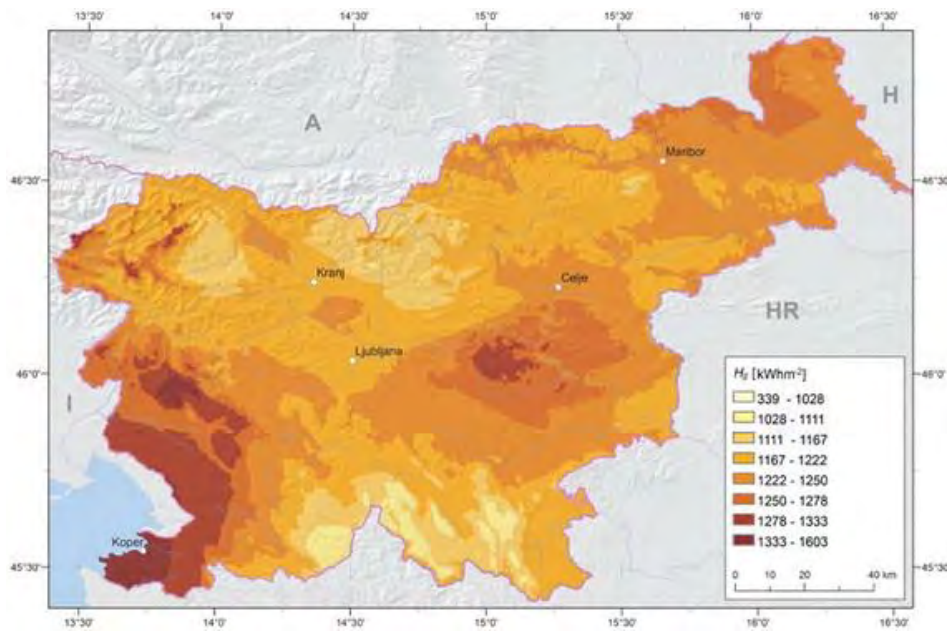 13°30' 14°0' 14°30' 15°0' 15°30' 16°0' 16°30'
A
H
Maribor
46°30' 46°30'
Kranj
Celje
HR
Ljubljana
46°0' 46°0'
I
Hg [kWhm-2]
339 - 1028
1028 - 1111
1111 - 1167
1167 - 1222
1222 - 1250
1250 - 1278
1278 - 1333
1333 - 1603
Koper
45°30' 45°30'
0 10 20 40 km
13°30' 14°0' 14°30' 15°0' 15°30' 16°0' 16°30'